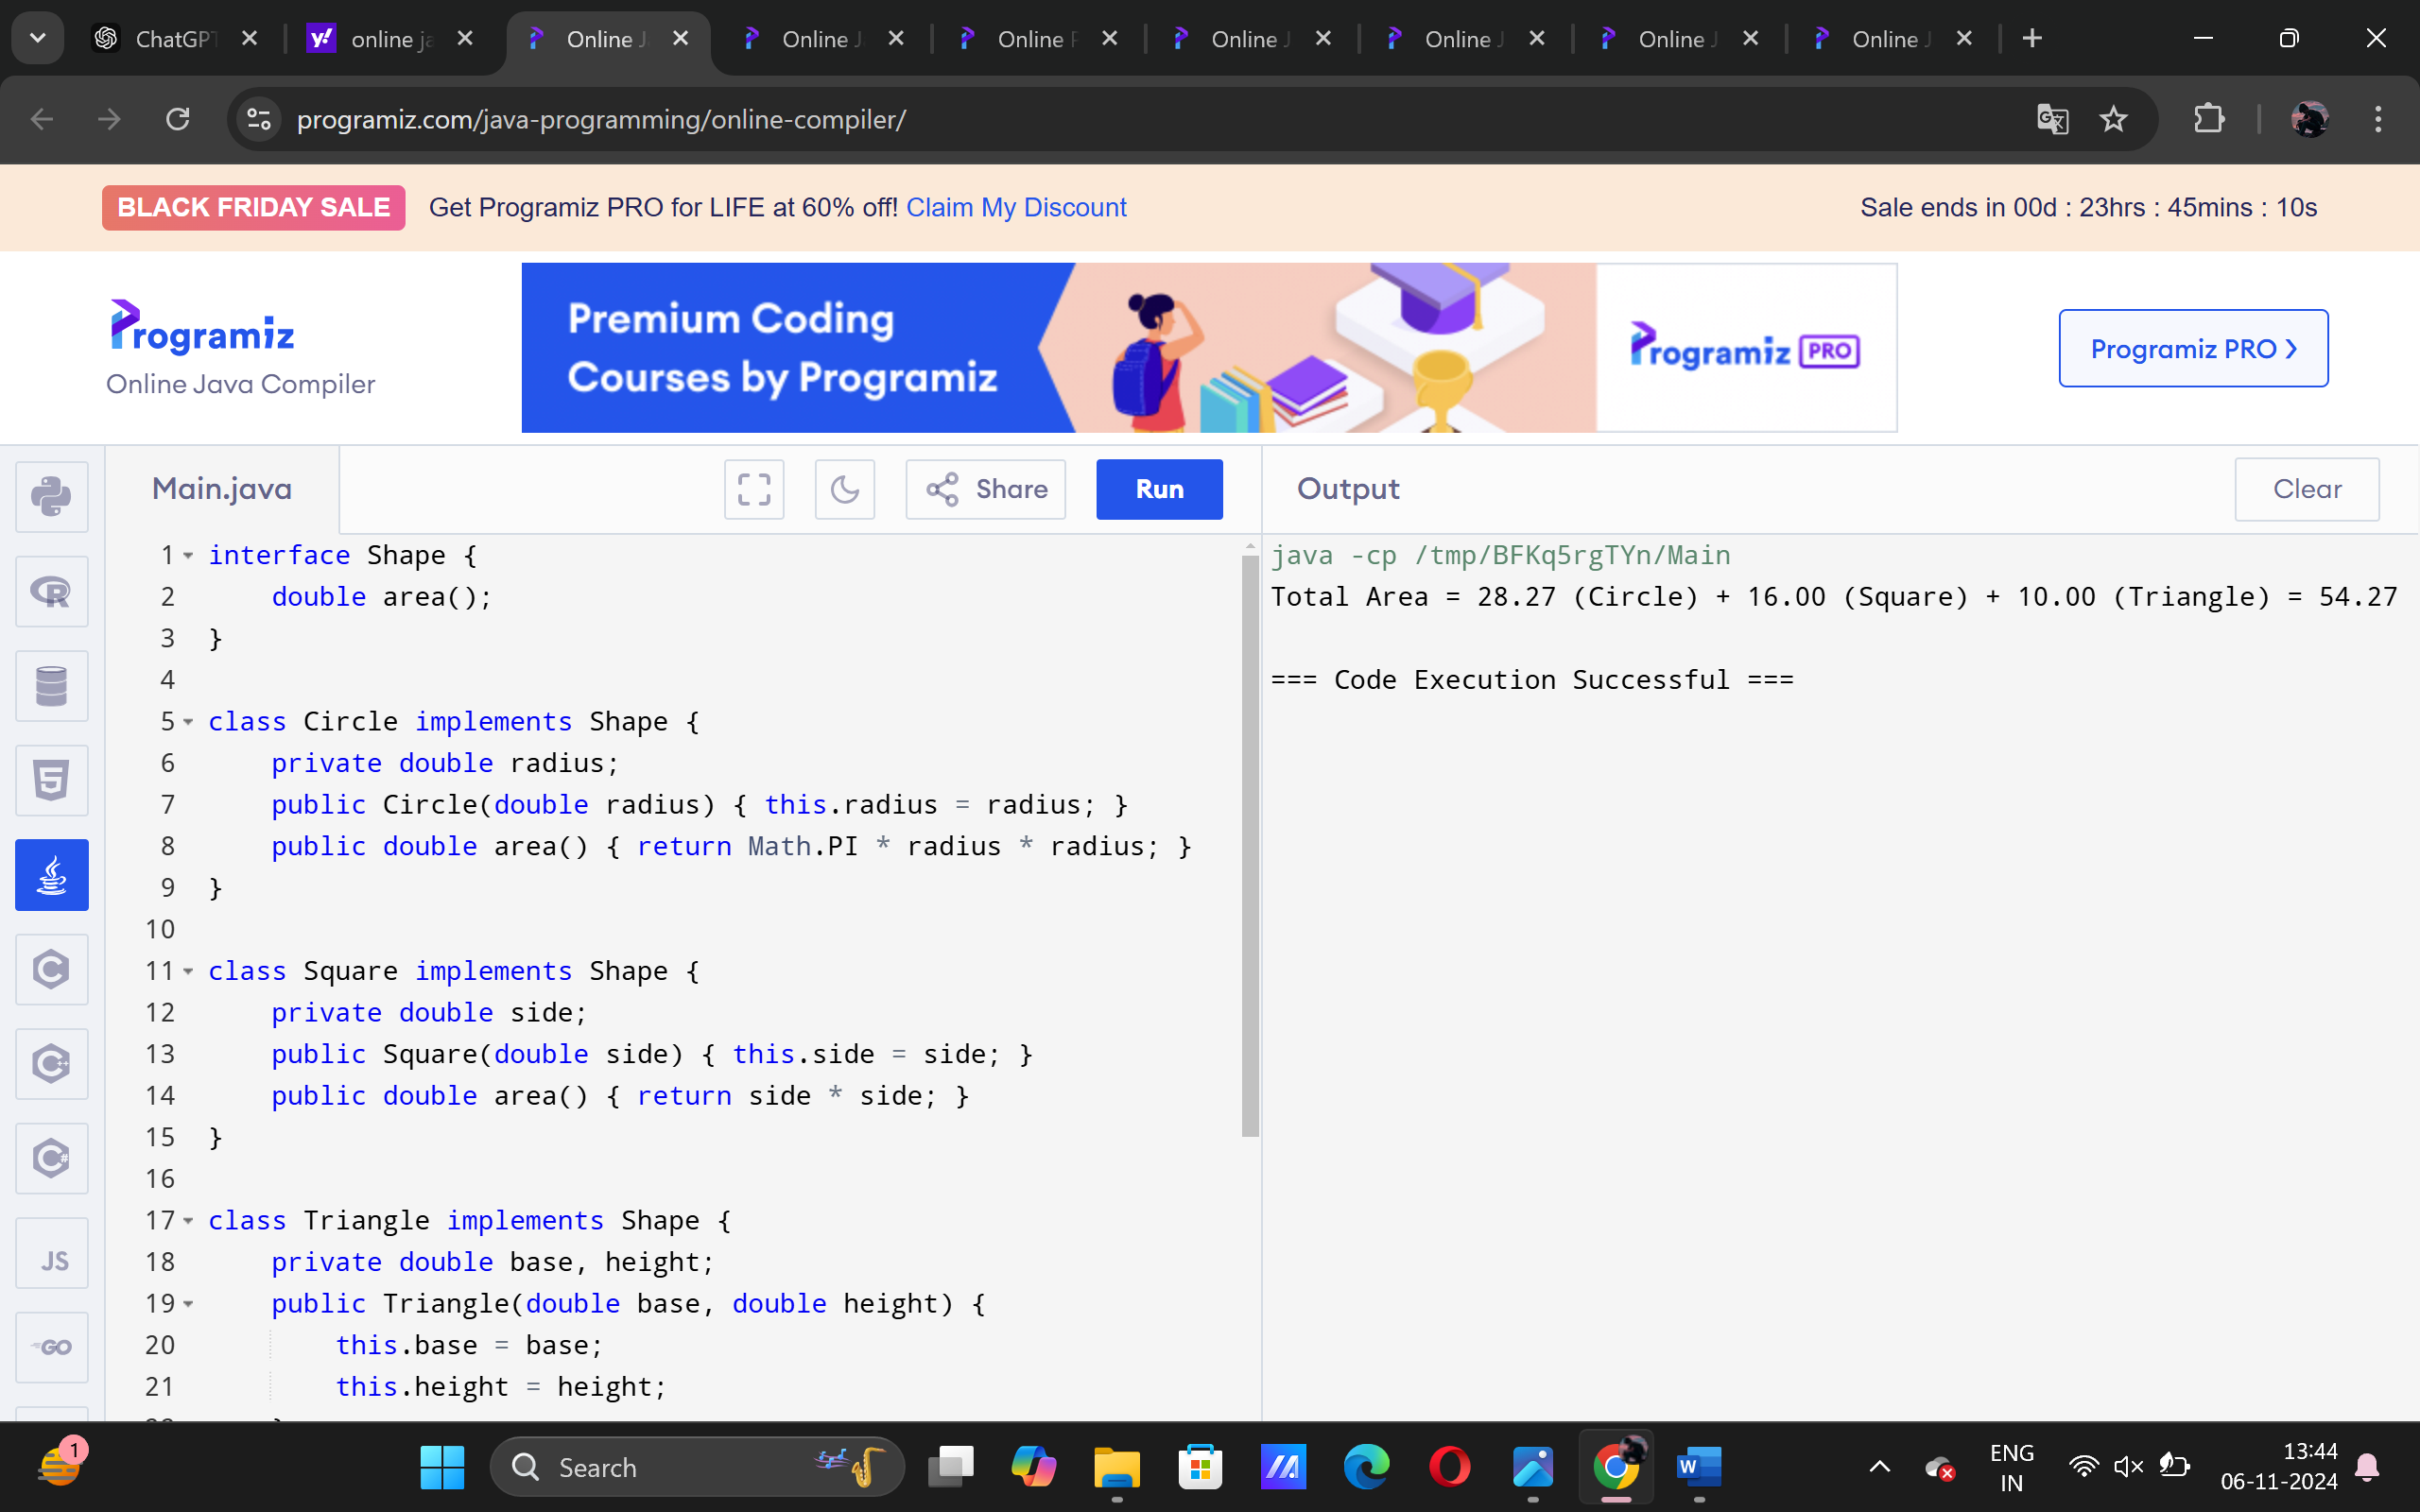 ChatGPT
online ja
Online J
Online J
Online P
Online J
Online J
Online J
Online J
programiz.com/java-programming/online-compiler/
BLACK FRIDAY SALE Get Programiz PRO for LIFE at 60% off! Claim My Discount
Sale ends in 00d : 23hrs : 45mins : 10s
Programiz
Online Java Compiler
Premium Coding
Courses by Programiz
Programiz PRO
Programiz PRO ❯
Main.java
Share
Run
Output
Clear
1 interface Shape {
2     double area();
3 }
4
5 class Circle implements Shape {
6     private double radius;
7     public Circle(double radius) { this.radius = radius; }
8     public double area() { return Math.PI * radius * radius; }
9 }
10
11 class Square implements Shape {
12     private double side;
13     public Square(double side) { this.side = side; }
14     public double area() { return side * side; }
15 }
16
17 class Triangle implements Shape {
18     private double base, height;
19     public Triangle(double base, double height) {
20         this.base = base;
21         this.height = height;
java -cp /tmp/BFKq5rgTYn/Main
Total Area = 28.27 (Circle) + 16.00 (Square) + 10.00 (Triangle) = 54.27
=== Code Execution Successful ===
JS
GO
1
Search
ENG
IN
13:44
06-11-2024